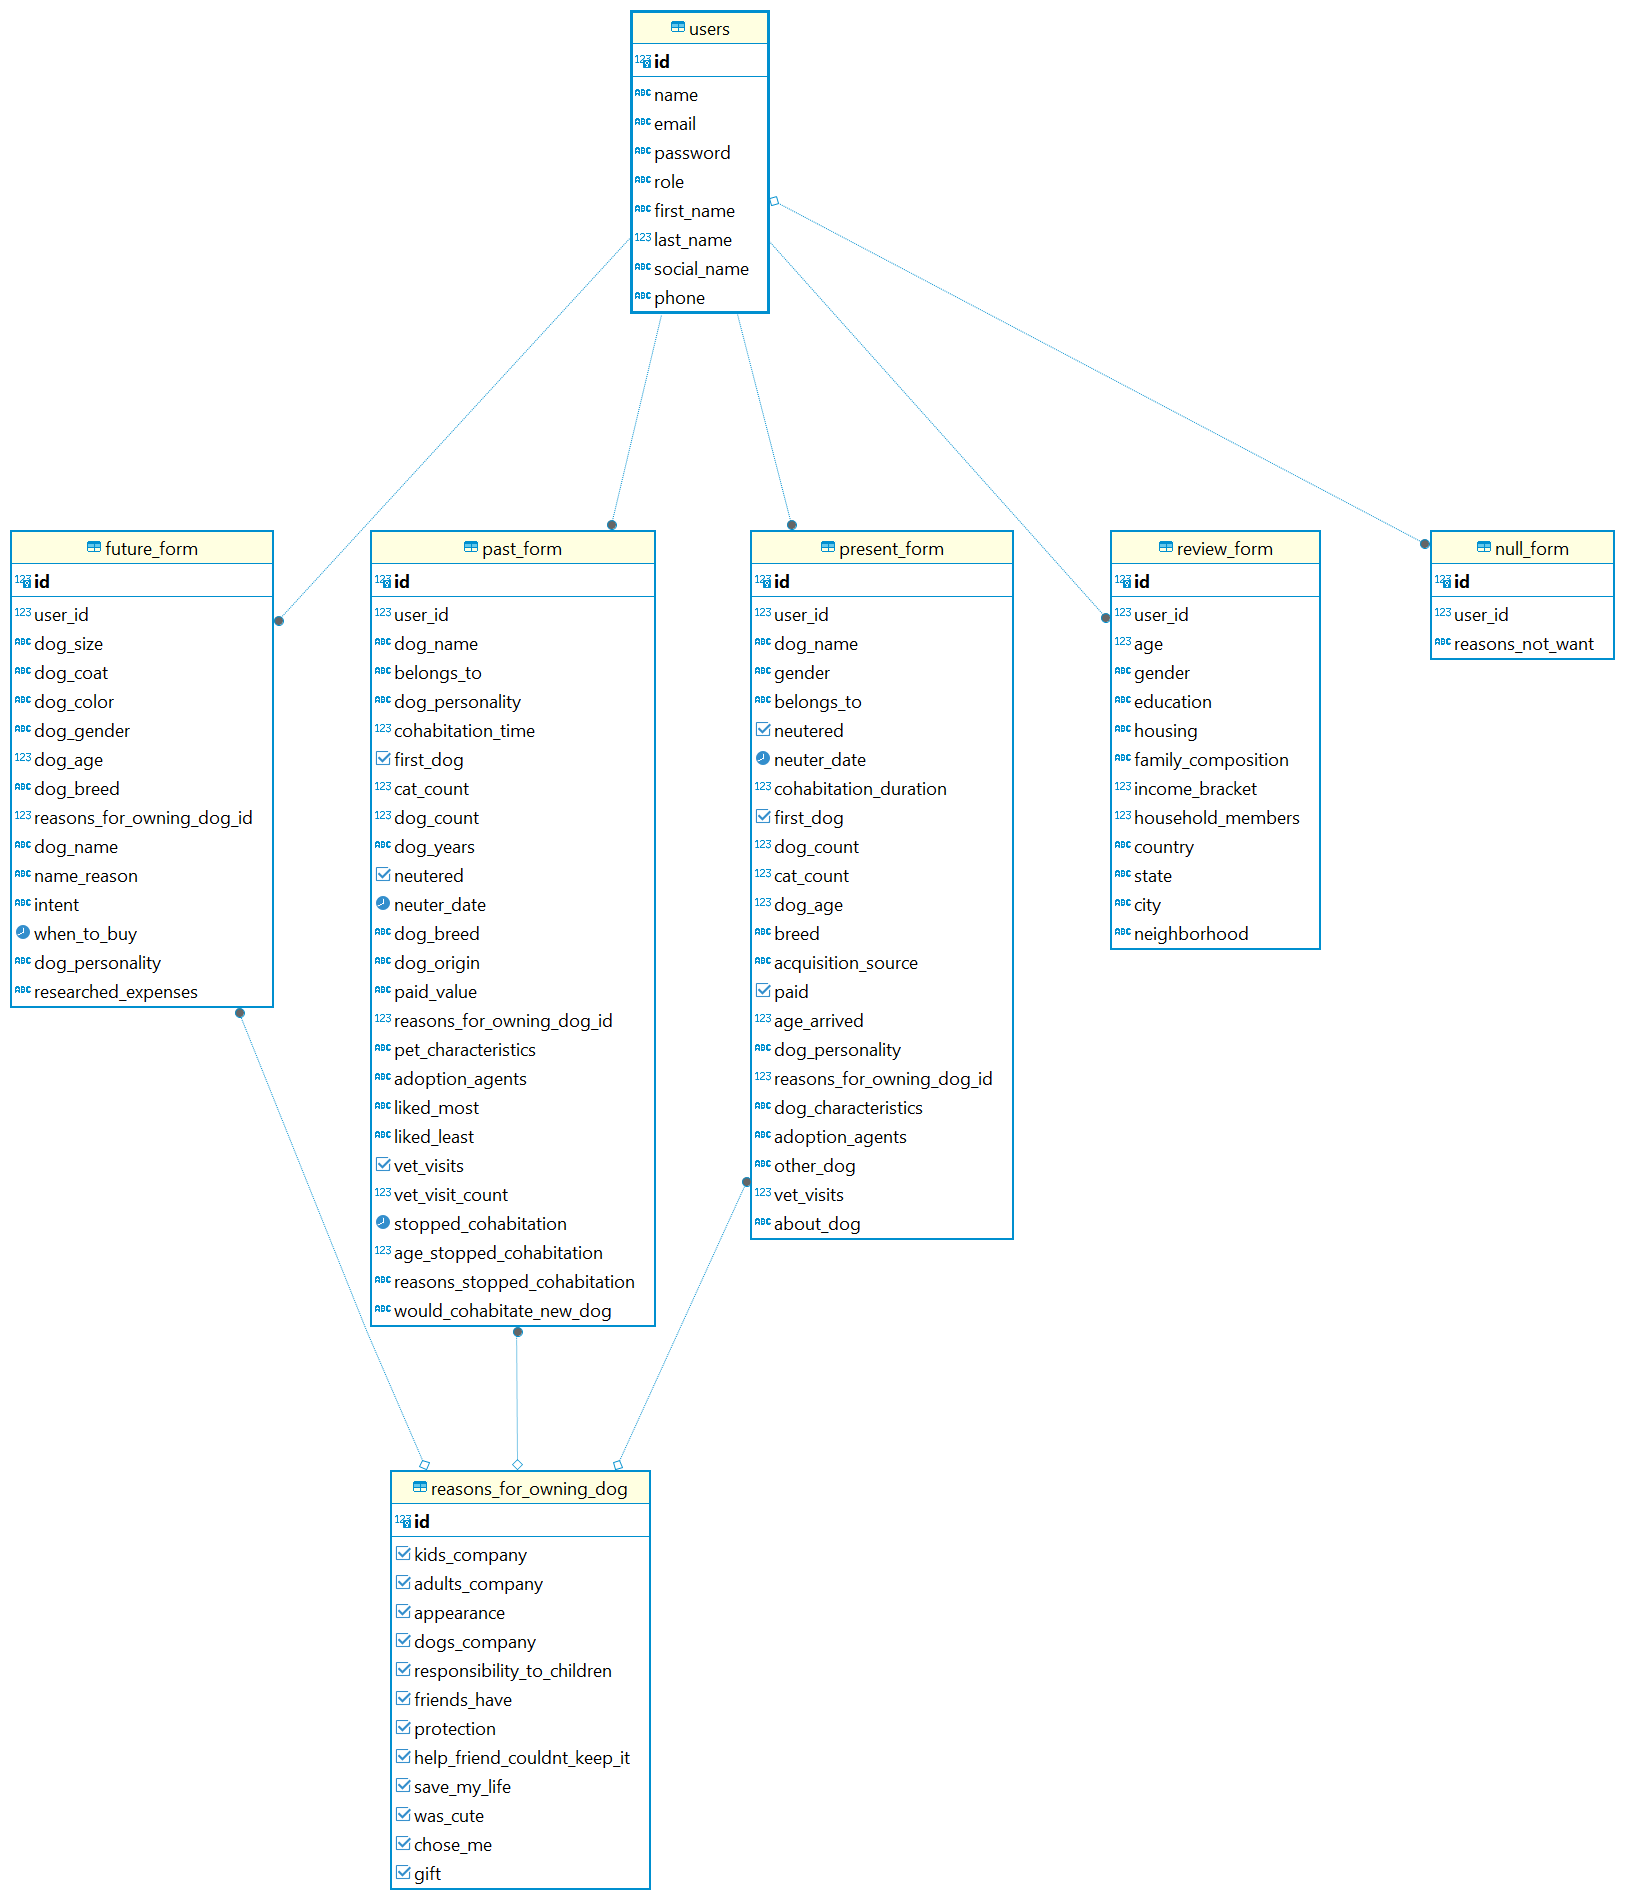 users
id
name
email
password
role
first_name
last_name
social_name
phone
future_form
id
user_id
dog_size
dog_coat
dog_color
dog_gender
dog_age
dog_breed
reasons_for_owning_dog_id
dog_name
name_reason
intent
when_to_buy
dog_personality
researched_expenses
past_form
id
user_id
dog_name
belongs_to
dog_personality
cohabitation_time
first_dog
cat_count
dog_count
dog_years
neutered
neuter_date
dog_breed
dog_origin
paid_value
reasons_for_owning_dog_id
pet_characteristics
adoption_agents
liked_most
liked_least
vet_visits
vet_visit_count
stopped_cohabitation
age_stopped_cohabitation
reasons_stopped_cohabitation
would_cohabitate_new_dog
present_form
id
user_id
dog_name
gender
belongs_to
neutered
neuter_date
cohabitation_duration
first_dog
dog_count
cat_count
dog_age
breed
acquisition_source
paid
age_arrived
dog_personality
reasons_for_owning_dog_id
dog_characteristics
adoption_agents
other_dog
vet_visits
about_dog
review_form
id
user_id
age
gender
education
housing
family_composition
income_bracket
household_members
country
state
city
neighborhood
null_form
id
user_id
reasons_not_want
reasons_for_owning_dog
id
kids_company
adults_company
appearance
dogs_company
responsibility_to_children
friends_have
protection
help_friend_couldnt_keep_it
save_my_life
was_cute
chose_me
gift